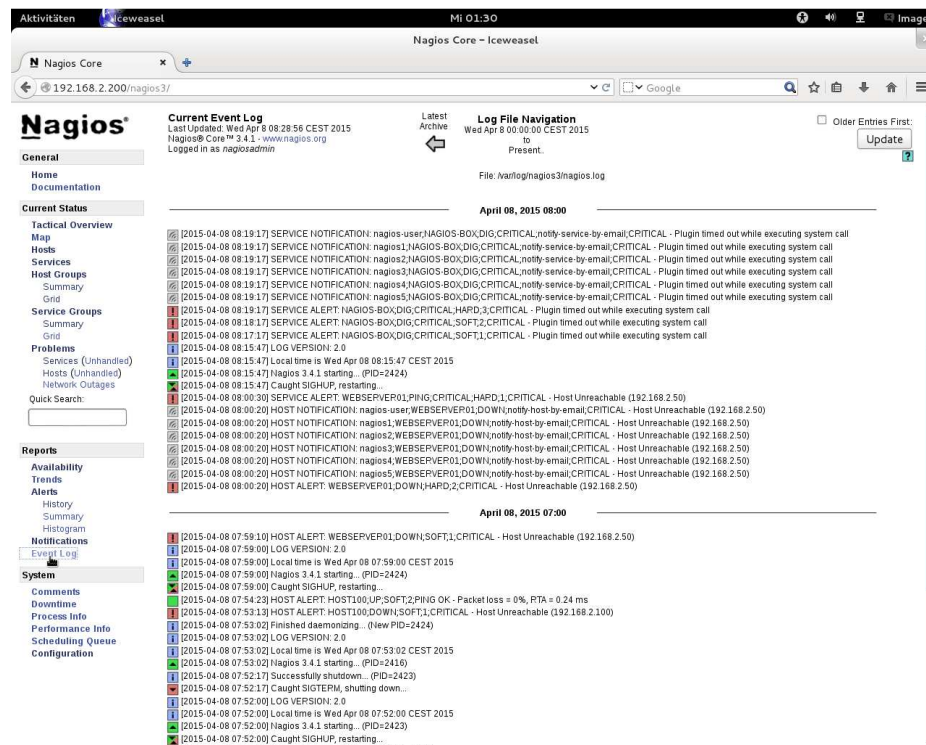 Aktivitäten Iceweasel Mi 01:30 Image
Nagios Core - Iceweasel
N Nagios Core × +
192.168.2.200/nagios3/ Google
Nagios®
General
Home
Documentation
Current Status
Tactical Overview
Map
Hosts
Services
Host Groups
Summary
Grid
Service Groups
Summary
Grid
Problems
Services (Unhandled)
Hosts (Unhandled)
Network Outages
Quick Search:
Reports
Availability
Trends
Alerts
History
Summary
Histogram
Notifications
Event Log
System
Comments
Downtime
Process Info
Performance Info
Scheduling Queue
Configuration
Current Event Log
Last Updated: Wed Apr 8 08:28:56 CEST 2015
Nagios® Core™ 3.4.1 - www.nagios.org
Logged in as nagiosadmin
Latest
Archive
Log File Navigation
Wed Apr 8 00:00:00 CEST 2015
to
Present..
File: /var/log/nagios3/nagios.log
Older Entries First:
Update
?
April 08, 2015 08:00
[2015-04-08 08:19:17] SERVICE NOTIFICATION: nagios-user;NAGIOS-BOX;DIG;CRITICAL;notify-service-by-email;CRITICAL - Plugin timed out while executing system call
[2015-04-08 08:19:17] SERVICE NOTIFICATION: nagios1;NAGIOS-BOX;DIG;CRITICAL;notify-service-by-email;CRITICAL - Plugin timed out while executing system call
[2015-04-08 08:19:17] SERVICE NOTIFICATION: nagios2;NAGIOS-BOX;DIG;CRITICAL;notify-service-by-email;CRITICAL - Plugin timed out while executing system call
[2015-04-08 08:19:17] SERVICE NOTIFICATION: nagios3;NAGIOS-BOX;DIG;CRITICAL;notify-service-by-email;CRITICAL - Plugin timed out while executing system call
[2015-04-08 08:19:17] SERVICE NOTIFICATION: nagios4;NAGIOS-BOX;DIG;CRITICAL;notify-service-by-email;CRITICAL - Plugin timed out while executing system call
[2015-04-08 08:19:17] SERVICE NOTIFICATION: nagios5;NAGIOS-BOX;DIG;CRITICAL;notify-service-by-email;CRITICAL - Plugin timed out while executing system call
[2015-04-08 08:19:17] SERVICE ALERT: NAGIOS-BOX;DIG;CRITICAL;HARD;3;CRITICAL - Plugin timed out while executing system call
[2015-04-08 08:18:17] SERVICE ALERT: NAGIOS-BOX;DIG;CRITICAL;SOFT;2;CRITICAL - Plugin timed out while executing system call
[2015-04-08 08:17:17] SERVICE ALERT: NAGIOS-BOX;DIG;CRITICAL;SOFT;1;CRITICAL - Plugin timed out while executing system call
[2015-04-08 08:15:47] LOG VERSION: 2.0
[2015-04-08 08:15:47] Local time is Wed Apr 08 08:15:47 CEST 2015
[2015-04-08 08:15:47] Nagios 3.4.1 starting... (PID=2424)
[2015-04-08 08:15:47] Caught SIGHUP, restarting...
[2015-04-08 08:00:30] SERVICE ALERT: WEBSERVER01;PING;CRITICAL;HARD;1;CRITICAL - Host Unreachable (192.168.2.50)
[2015-04-08 08:00:20] HOST NOTIFICATION: nagios-user;WEBSERVER01;DOWN;notify-host-by-email;CRITICAL - Host Unreachable (192.168.2.50)
[2015-04-08 08:00:20] HOST NOTIFICATION: nagios1;WEBSERVER01;DOWN;notify-host-by-email;CRITICAL - Host Unreachable (192.168.2.50)
[2015-04-08 08:00:20] HOST NOTIFICATION: nagios2;WEBSERVER01;DOWN;notify-host-by-email;CRITICAL - Host Unreachable (192.168.2.50)
[2015-04-08 08:00:20] HOST NOTIFICATION: nagios3;WEBSERVER01;DOWN;notify-host-by-email;CRITICAL - Host Unreachable (192.168.2.50)
[2015-04-08 08:00:20] HOST NOTIFICATION: nagios4;WEBSERVER01;DOWN;notify-host-by-email;CRITICAL - Host Unreachable (192.168.2.50)
[2015-04-08 08:00:20] HOST NOTIFICATION: nagios5;WEBSERVER01;DOWN;notify-host-by-email;CRITICAL - Host Unreachable (192.168.2.50)
[2015-04-08 08:00:20] HOST ALERT: WEBSERVER01;DOWN;HARD;2;CRITICAL - Host Unreachable (192.168.2.50)
April 08, 2015 07:00
[2015-04-08 07:59:10] HOST ALERT: WEBSERVER01;DOWN;SOFT;1;CRITICAL - Host Unreachable (192.168.2.50)
[2015-04-08 07:59:00] LOG VERSION: 2.0
[2015-04-08 07:59:00] Local time is Wed Apr 08 07:59:00 CEST 2015
[2015-04-08 07:59:00] Nagios 3.4.1 starting... (PID=2424)
[2015-04-08 07:59:00] Caught SIGHUP, restarting...
[2015-04-08 07:54:23] HOST ALERT: HOST100;UP;SOFT;2;PING OK - Packet loss = 0%, RTA = 0.24 ms
[2015-04-08 07:53:13] HOST ALERT: HOST100;DOWN;SOFT;1;CRITICAL - Host Unreachable (192.168.2.100)
[2015-04-08 07:53:02] Finished daemonizing... (New PID=2424)
[2015-04-08 07:53:02] LOG VERSION: 2.0
[2015-04-08 07:53:02] Local time is Wed Apr 08 07:53:02 CEST 2015
[2015-04-08 07:53:02] Nagios 3.4.1 starting... (PID=2416)
[2015-04-08 07:52:17] Successfully shutdown... (PID=2423)
[2015-04-08 07:52:17] Caught SIGTERM, shutting down...
[2015-04-08 07:52:00] LOG VERSION: 2.0
[2015-04-08 07:52:00] Local time is Wed Apr 08 07:52:00 CEST 2015
[2015-04-08 07:52:00] Nagios 3.4.1 starting... (PID=2423)
[2015-04-08 07:52:00] Caught SIGHUP, restarting...